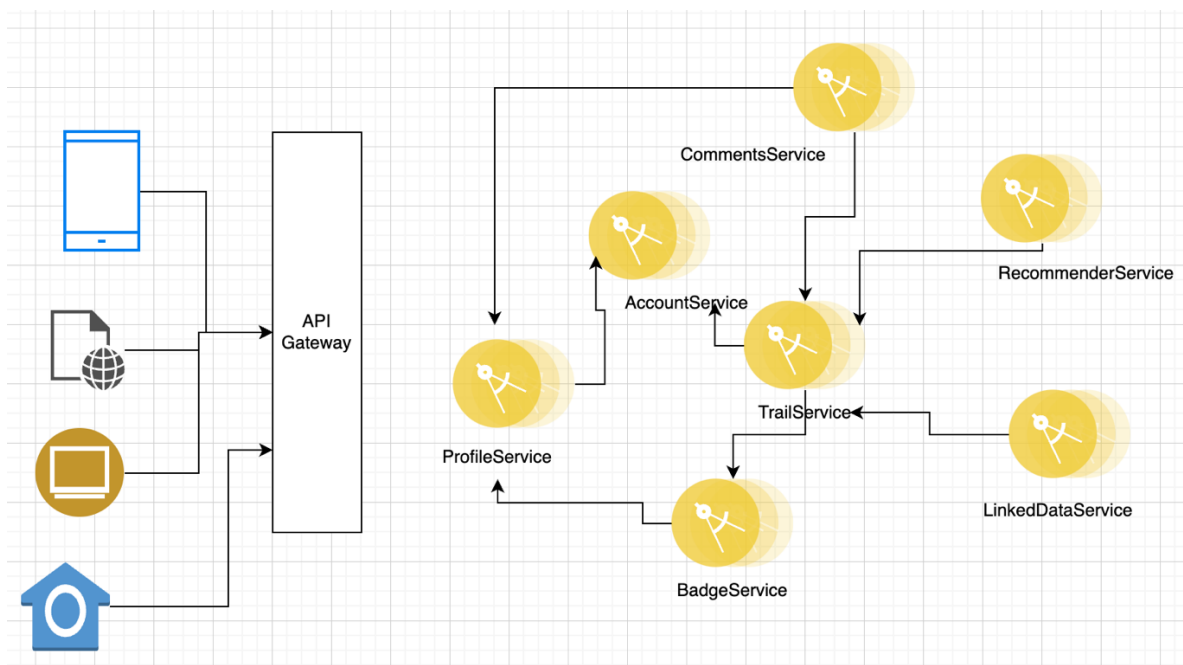 CommentsService
RecommenderService
AccountService
API
Gateway
TrailService
ProfileService
LinkedDataService
BadgeService